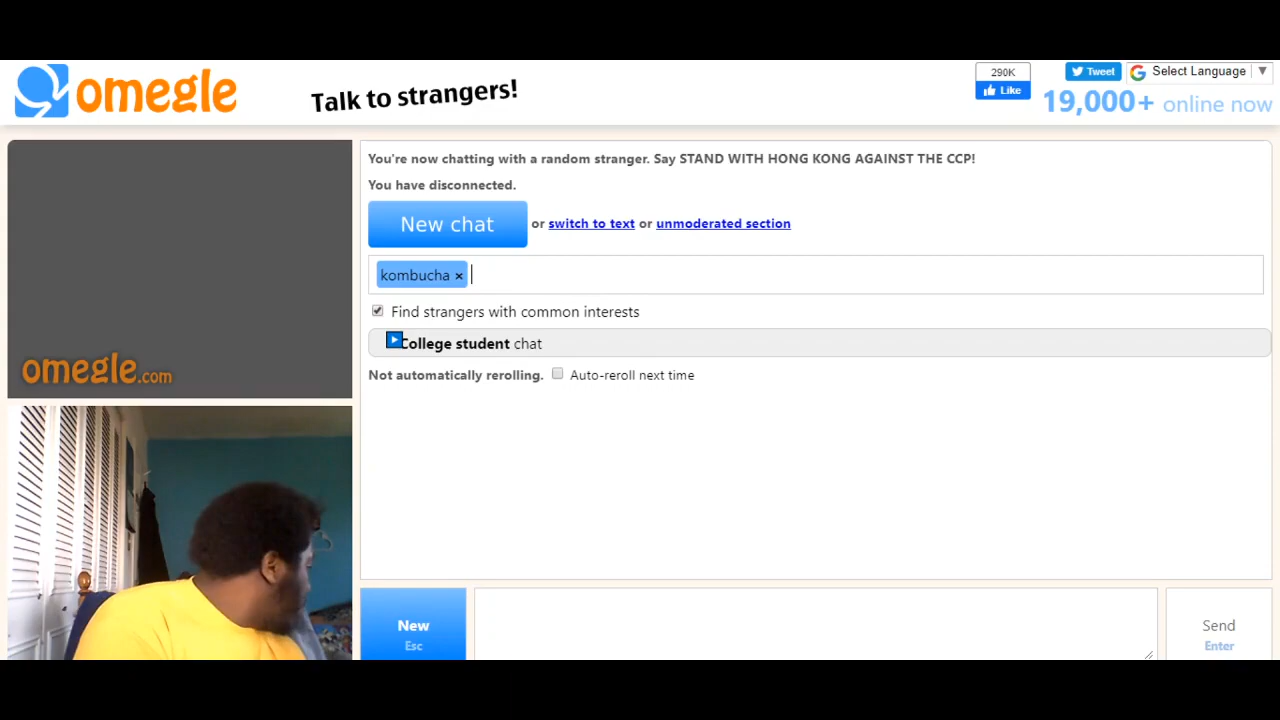 omegle
Talk to strangers!
290K
Like
Tweet
Select Language ▼
19,000+ online now
You're now chatting with a random stranger. Say STAND WITH HONG KONG AGAINST THE CCP!
You have disconnected.
New chat or switch to text or unmoderated section
kombucha ×
Find strangers with common interests
College student chat
Not automatically rerolling. Auto-reroll next time
omegle.com
New
Esc
Send
Enter